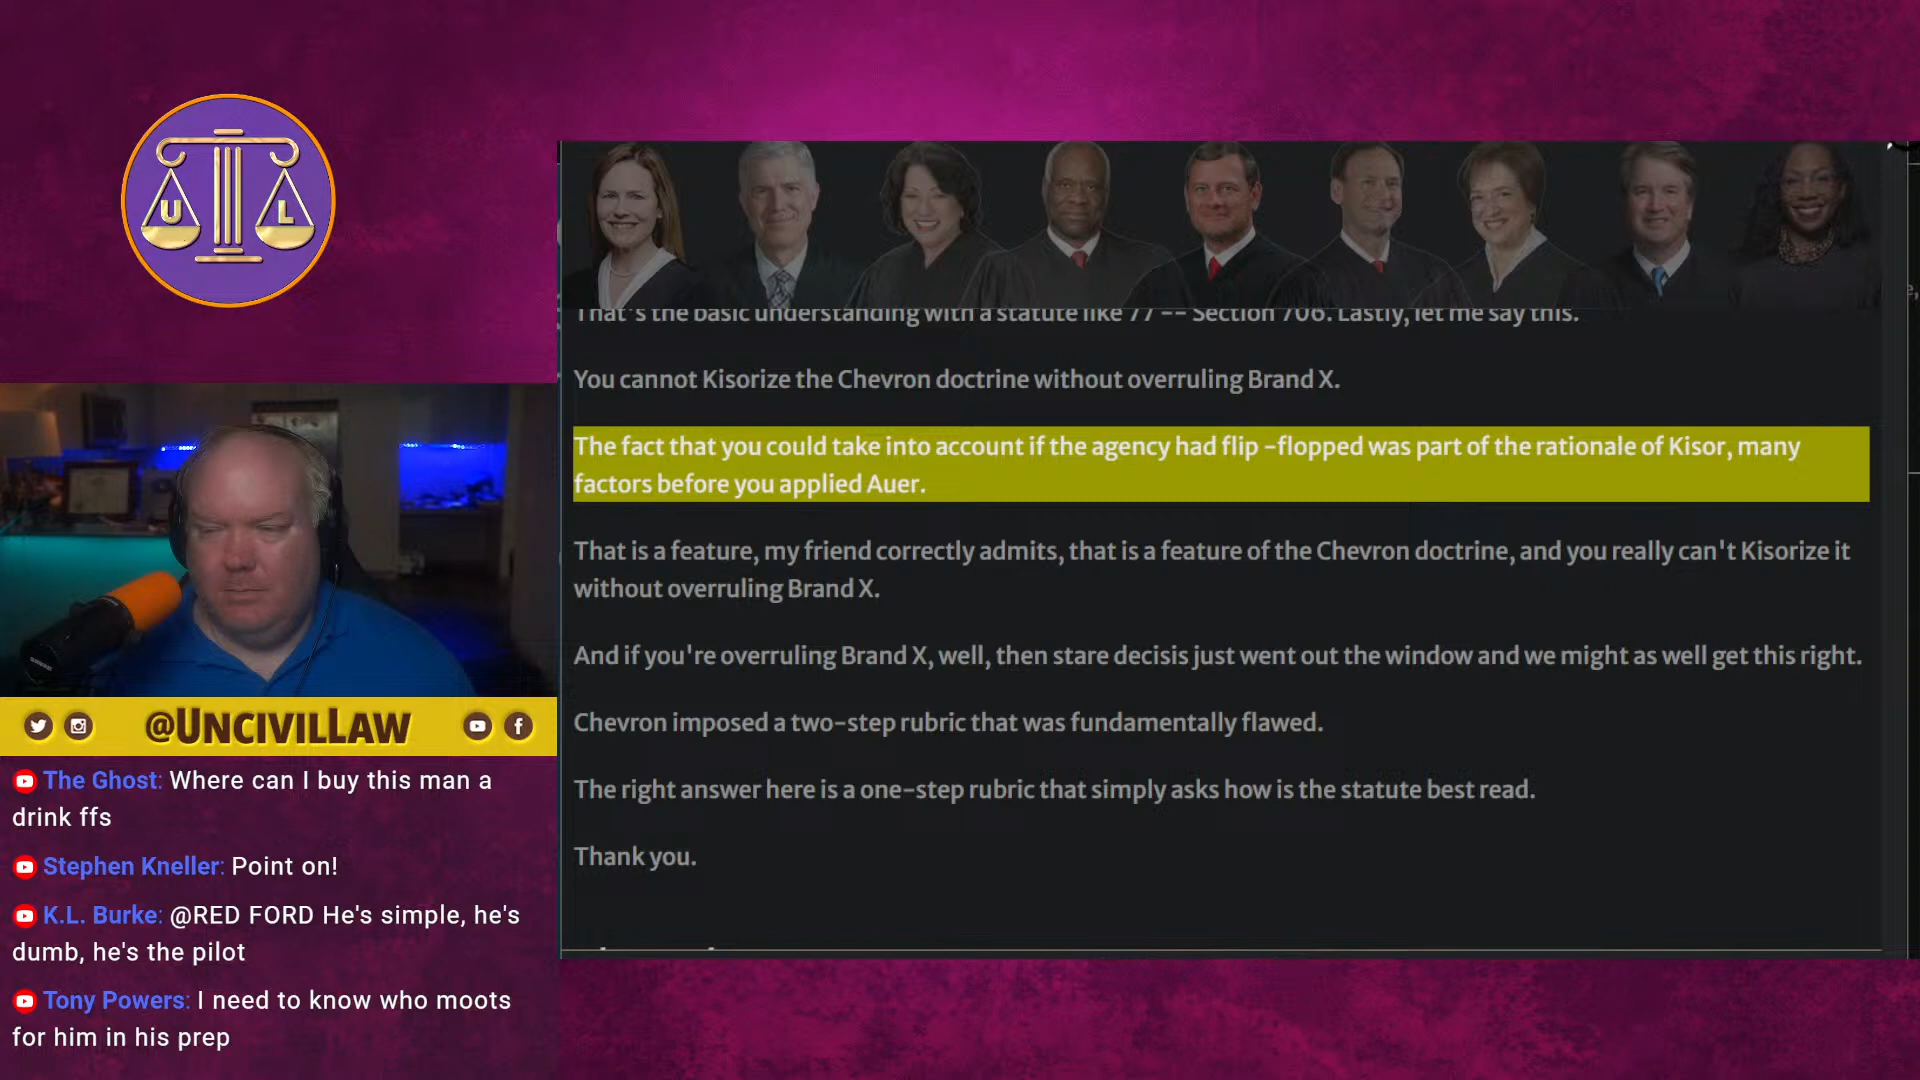 U L
That's the basic understanding with a statute like 77 -- Section 706. Lastly, let me say this.
You cannot Kisorize the Chevron doctrine without overruling Brand X.
The fact that you could take into account if the agency had flip -flopped was part of the rationale of Kisor, many
factors before you applied Auer.
That is a feature, my friend correctly admits, that is a feature of the Chevron doctrine, and you really can't Kisorize it
without overruling Brand X.
And if you're overruling Brand X, well, then stare decisis just went out the window and we might as well get this right.
Chevron imposed a two-step rubric that was fundamentally flawed.
The right answer here is a one-step rubric that simply asks how is the statute best read.
Thank you.
@UNCIVILLAW
The Ghost: Where can I buy this man a
drink ffs
Stephen Kneller: Point on!
K.L. Burke: @RED FORD He's simple, he's
dumb, he's the pilot
Tony Powers: I need to know who moots
for him in his prep